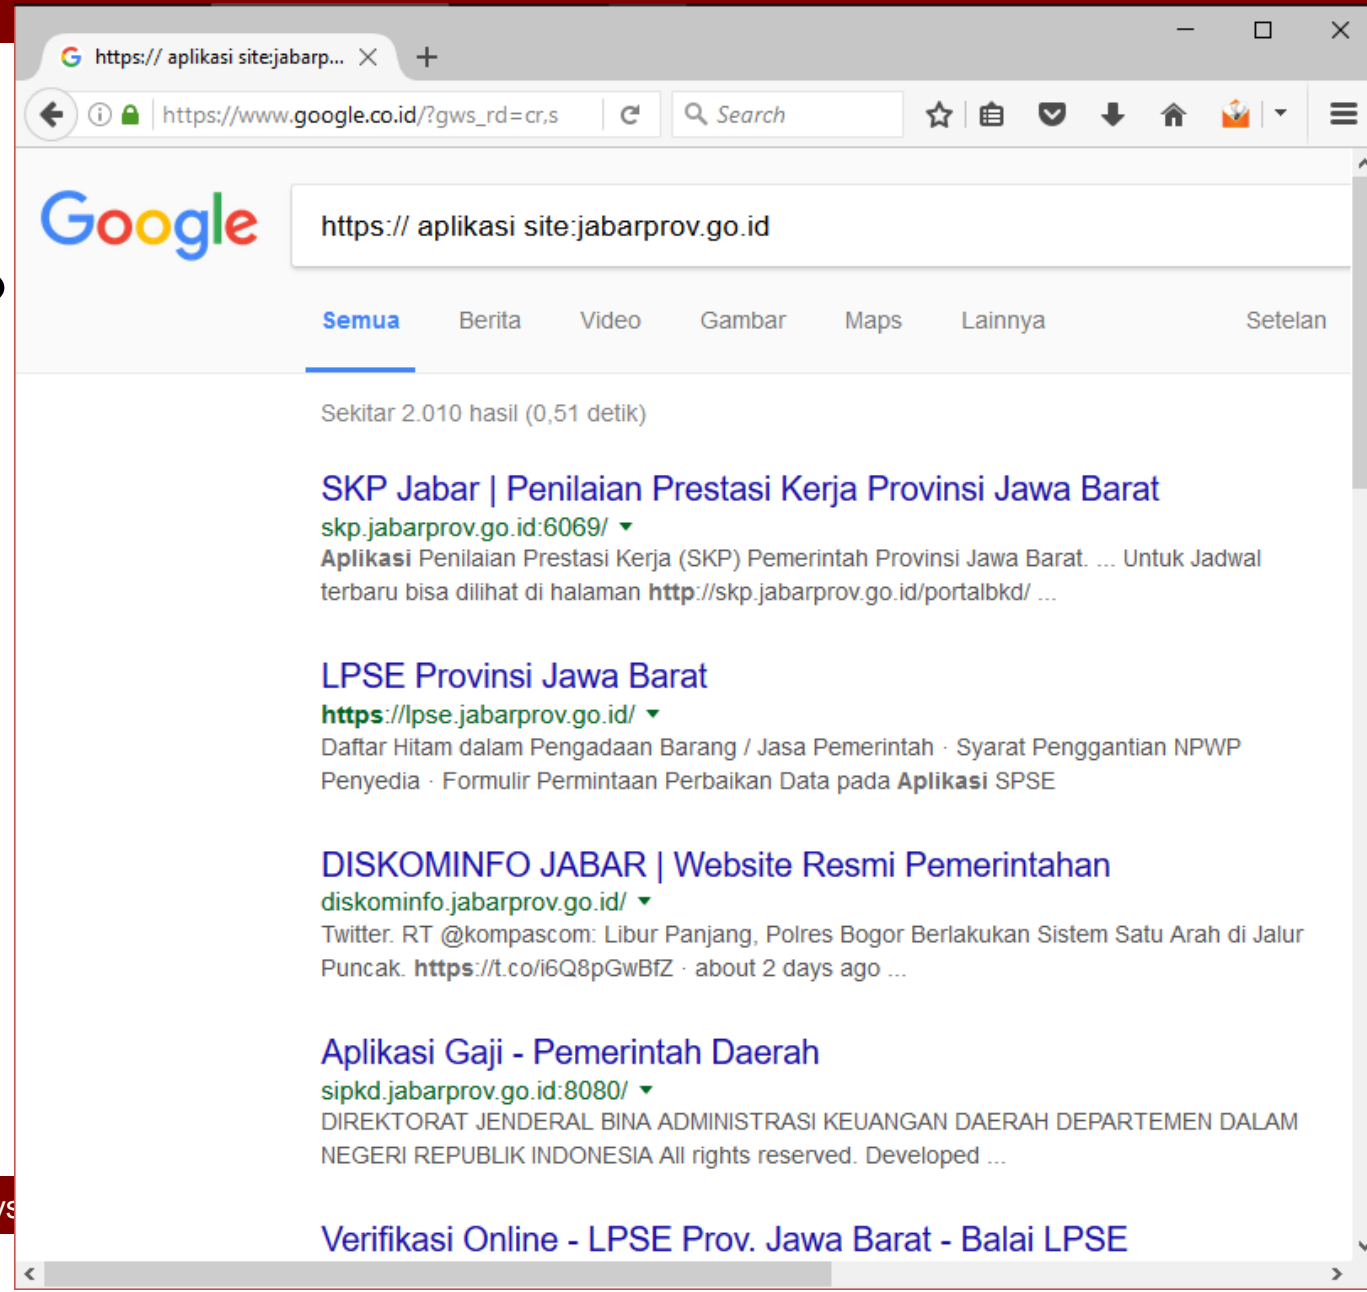 https:// aplikasi site:jabarp...
https://www.google.co.id/?gws_rd=cr,s
Search
Google
https:// aplikasi site:jabarprov.go.id
Semua Berita Video Gambar Maps Lainnya Setelan
Sekitar 2.010 hasil (0,51 detik)
SKP Jabar | Penilaian Prestasi Kerja Provinsi Jawa Barat
skp.jabarprov.go.id:6069/
Aplikasi Penilaian Prestasi Kerja (SKP) Pemerintah Provinsi Jawa Barat. ... Untuk Jadwal
terbaru bisa dilihat di halaman http://skp.jabarprov.go.id/portalbkd/ ...
LPSE Provinsi Jawa Barat
https://lpse.jabarprov.go.id/
Daftar Hitam dalam Pengadaan Barang / Jasa Pemerintah · Syarat Penggantian NPWP
Penyedia · Formulir Permintaan Perbaikan Data pada Aplikasi SPSE
DISKOMINFO JABAR | Website Resmi Pemerintahan
diskominfo.jabarprov.go.id/
Twitter. RT @kompascom: Libur Panjang, Polres Bogor Berlakukan Sistem Satu Arah di Jalur
Puncak. https://t.co/i6Q8pGwBfZ · about 2 days ago ...
Aplikasi Gaji - Pemerintah Daerah
sipkd.jabarprov.go.id:8080/
DIREKTORAT JENDERAL BINA ADMINISTRASI KEUANGAN DAERAH DEPARTEMEN DALAM
NEGERI REPUBLIK INDONESIA All rights reserved. Developed ...
Verifikasi Online - LPSE Prov. Jawa Barat - Balai LPSE